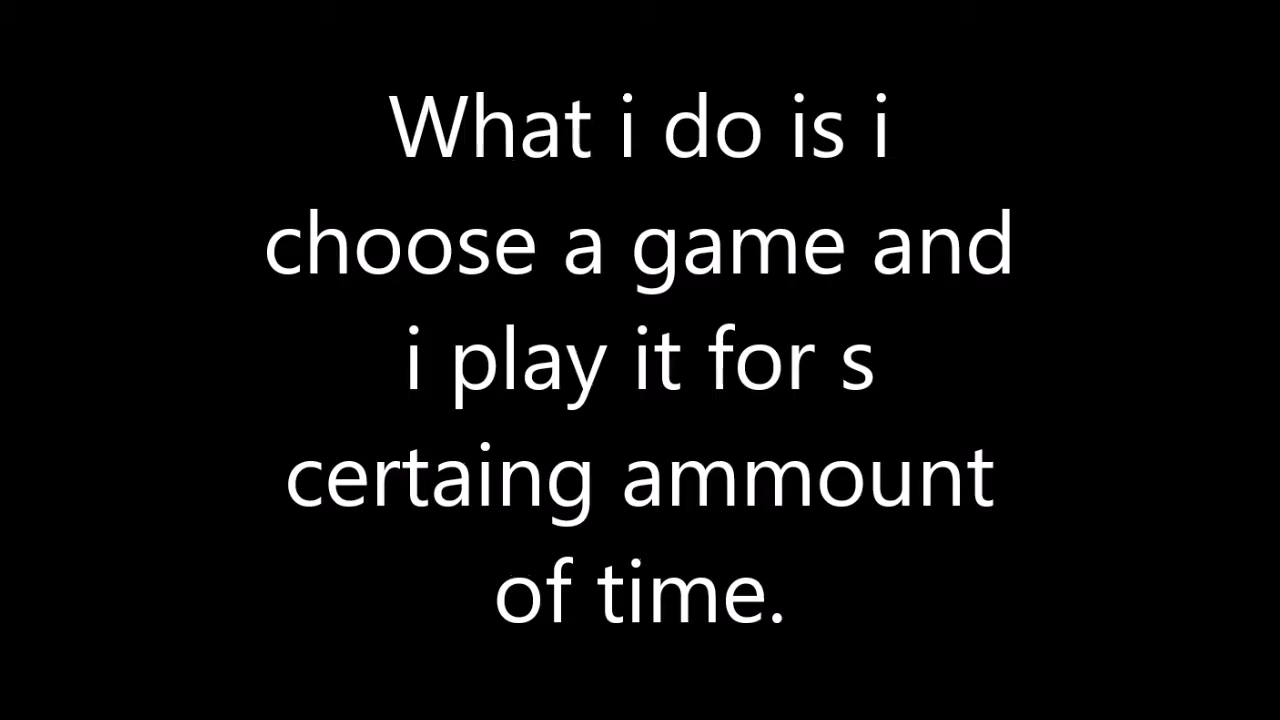 What i do is i
choose a game and
i play it for s
certaing ammount
of time.